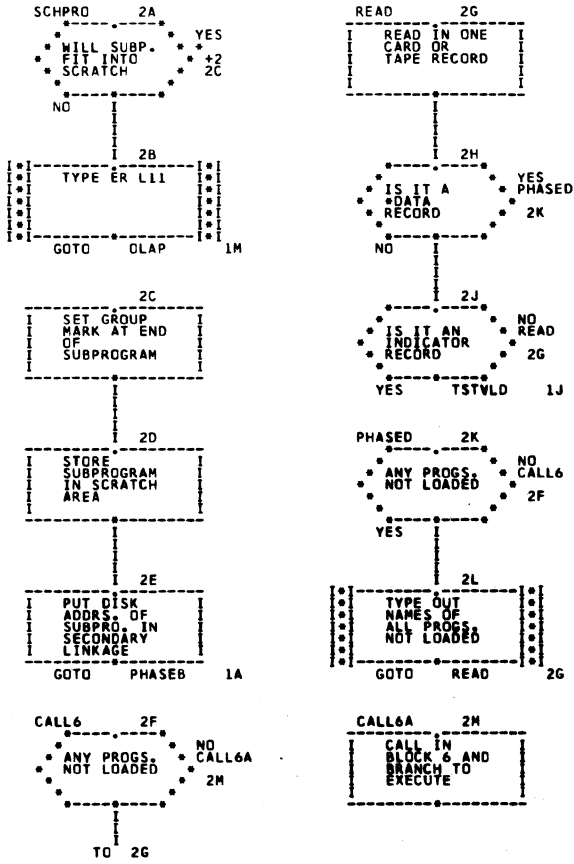 SCHPRO 2A
WILL SUBP.
FIT INTO
SCRATCH
YES
+2
2C
NO
2B
TYPE ER L11
GOTO OLAP 1M
2C
SET GROUP
MARK AT END
OF
SUBPROGRAM
2D
STORE
SUBPROGRAM
IN SCRATCH
AREA
2E
PUT DISK
ADDRS. OF
SUBPRO. IN
SECONDARY
LINKAGE
GOTO PHASEB 1A
CALL6 2F
ANY PROGS.
NOT LOADED
NO
CALL6A
2M
TO 2G
READ 2G
READ IN ONE
CARD OR
TAPE RECORD
2H
IS IT A
*DATA
RECORD
YES
PHASED
2K
NO
2J
IS IT AN
INDICATOR
RECORD
NO
READ
2G
YES TSTWLD 1J
PHASED 2K
ANY PROGS.
NOT LOADED
NO
CALL6
2F
YES
2L
TYPE OUT
NAMES OF
ALL PROGS.
NOT LOADED
GOTO READ 2G
CALL6A 2M
CALL IN
BLOCK 6 AND
BRANCH TO
EXECUTE